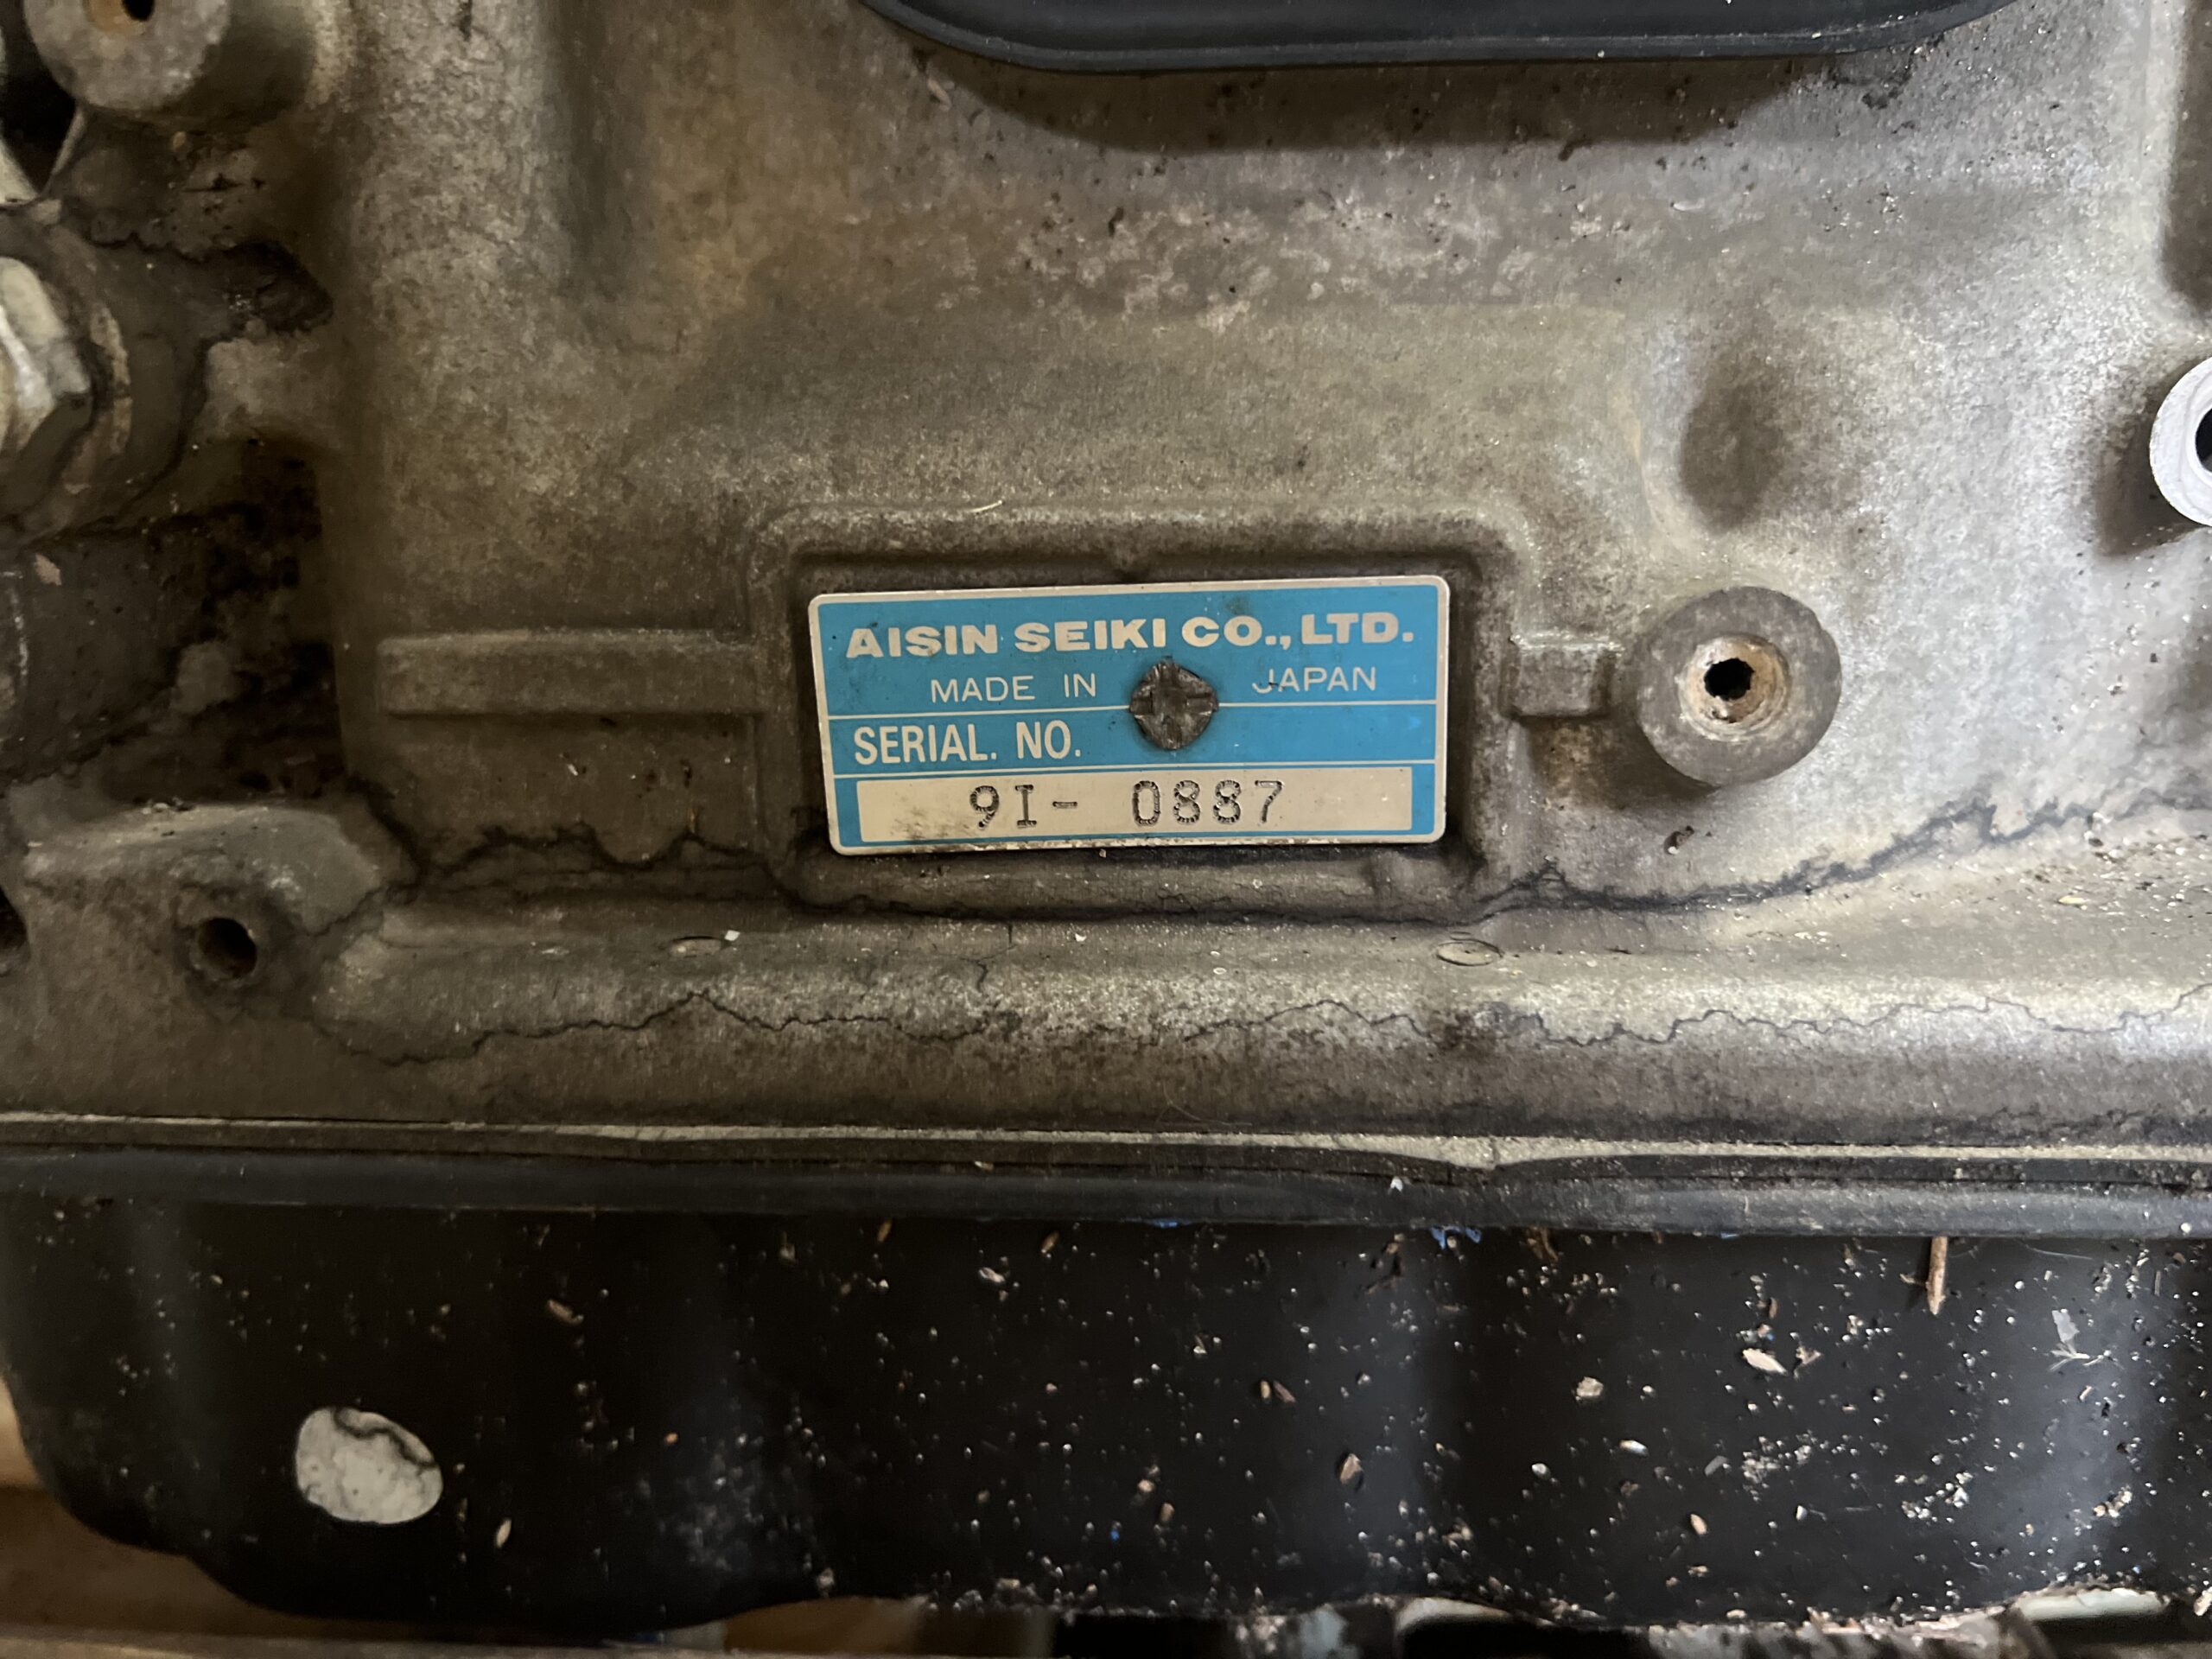 AISIN SEIKI CO., LTD.
MADE IN JAPAN
SERIAL. NO.
9I- 0887